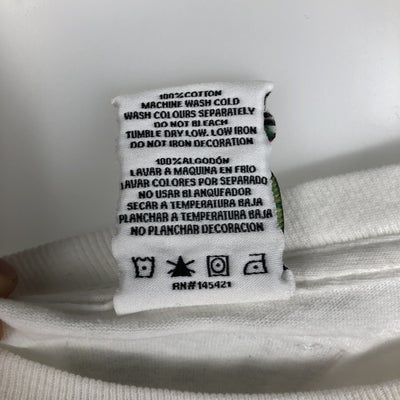 100% COTTON
MACHINE WASH COLD
WASH COLOURS SEPARATELY
DO NOT BLEACH
TUMBLE DRY LOW. LOW IRON
DO NOT IRON DECORATION
100% ALGODÓN
LAVAR A MAQUINA EN FRÍO
LAVAR COLORES POR SEPARADO
NO USAR BLANQUEADOR
SECAR A TEMPERATURA BAJA
PLANCHAR A TEMPERATURA BAJA
NO PLANCHAR DECORACIÓN
RN#145421